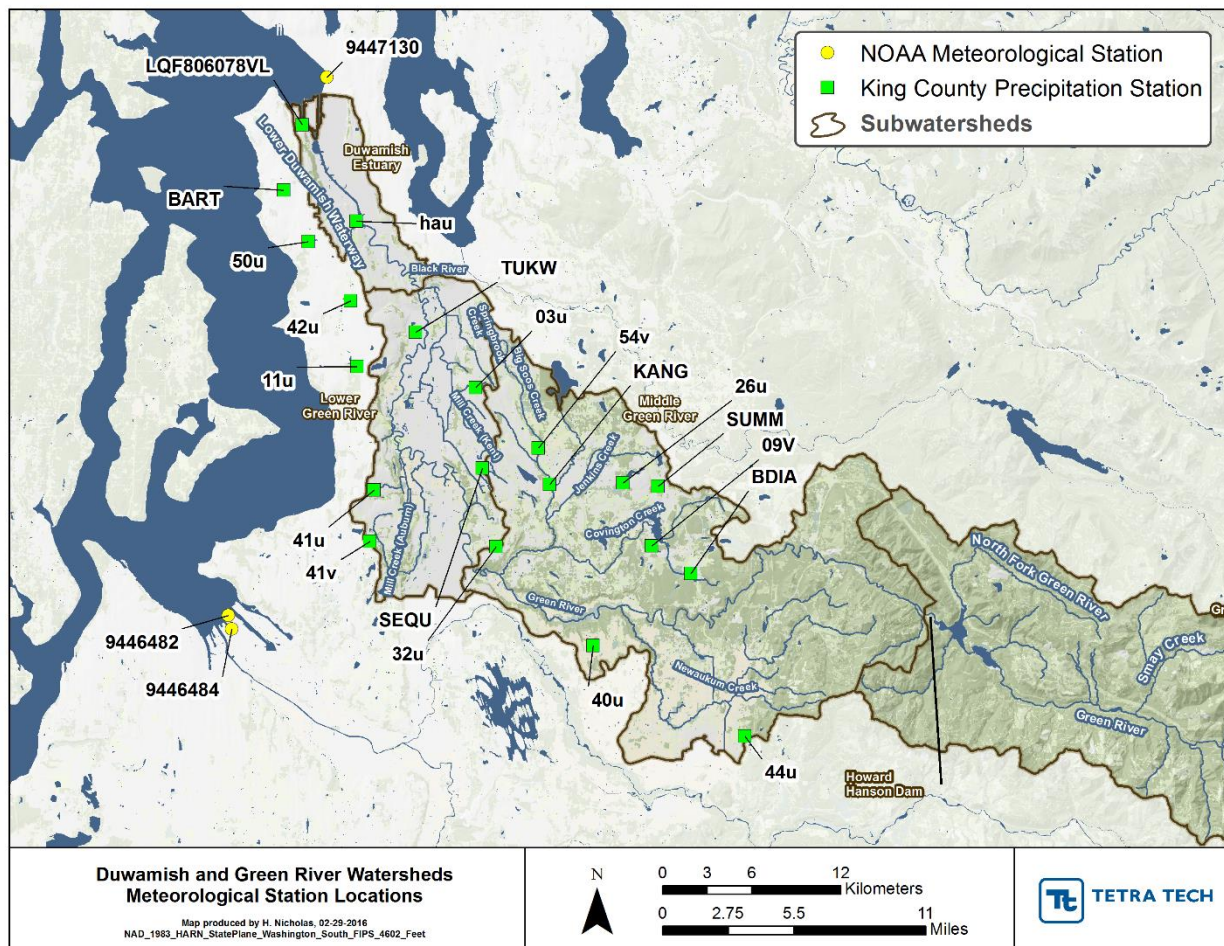 9447130
LQF806078VL
NOAA Meteorological Station
King County Precipitation Station
Subwatersheds
Lower Duwamish Waterway
Duwamish
Estuary
BART
hau
50u
Black River
TUKW
42u
03u
Springbrook
Creek
54v
11u
Big Soos Creek
KANG
Lower
Green River
Middle
Green River
26u
Mill Creek (Kent)
SUMM
09V
Jenkins Creek
BDIA
Covington Creek
41u
41v
Mill Creek (Auburn)
North Fork Green River
SEQU
32u
Green River
Gr
9446482
9446484
Smay Creek
40u
Newaukum Creek
Green River
44u
Howard
Hanson Dam
Duwamish and Green River Watersheds
Meteorological Station Locations
Map produced by H. Nicholas, 02-29-2016
NAD_1983_HARN_StatePlane_Washington_South_FIPS_4602_Feet
N
0 3 6 12
Kilometers
0 2.75 5.5 11
Miles
Tt
TETRA TECH